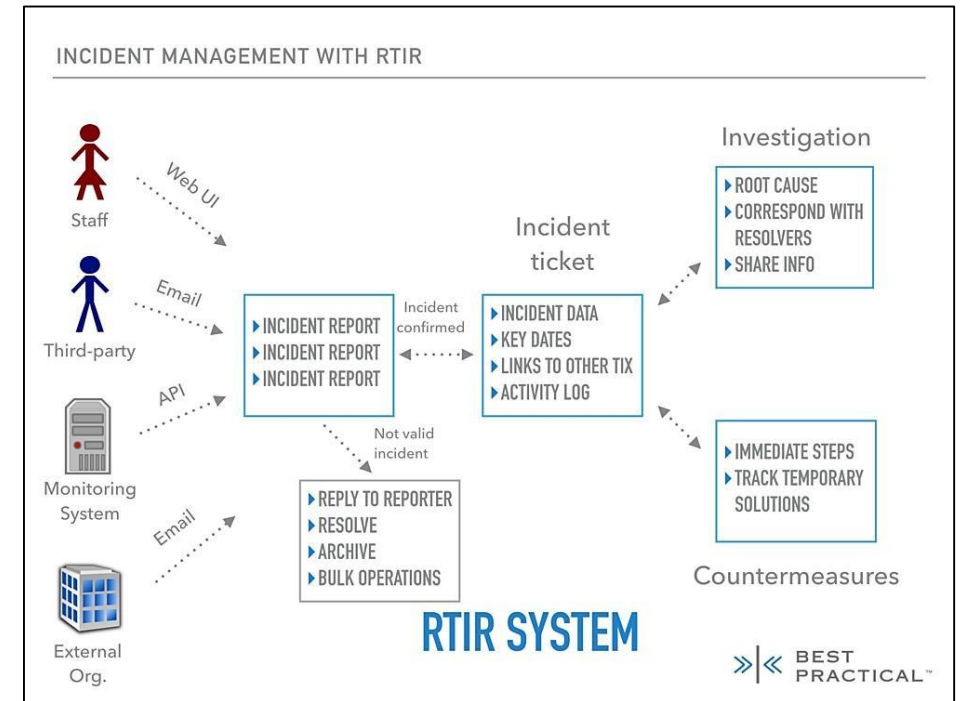 INCIDENT MANAGEMENT WITH RTIR
Staff
Web UI
Third-party
Email
Monitoring
System
API
External
Org.
Email
▸INCIDENT REPORT
▸INCIDENT REPORT
▸INCIDENT REPORT
Incident
confirmed
Not valid
incident
▸REPLY TO REPORTER
▸RESOLVE
▸ARCHIVE
▸BULK OPERATIONS
Incident
ticket
▸INCIDENT DATA
▸KEY DATES
▸LINKS TO OTHER TIX
▸ACTIVITY LOG
Investigation
▸ROOT CAUSE
▸CORRESPOND WITH
RESOLVERS
▸SHARE INFO
▸IMMEDIATE STEPS
▸TRACK TEMPORARY
SOLUTIONS
Countermeasures
RTIR SYSTEM
BEST
PRACTICAL™